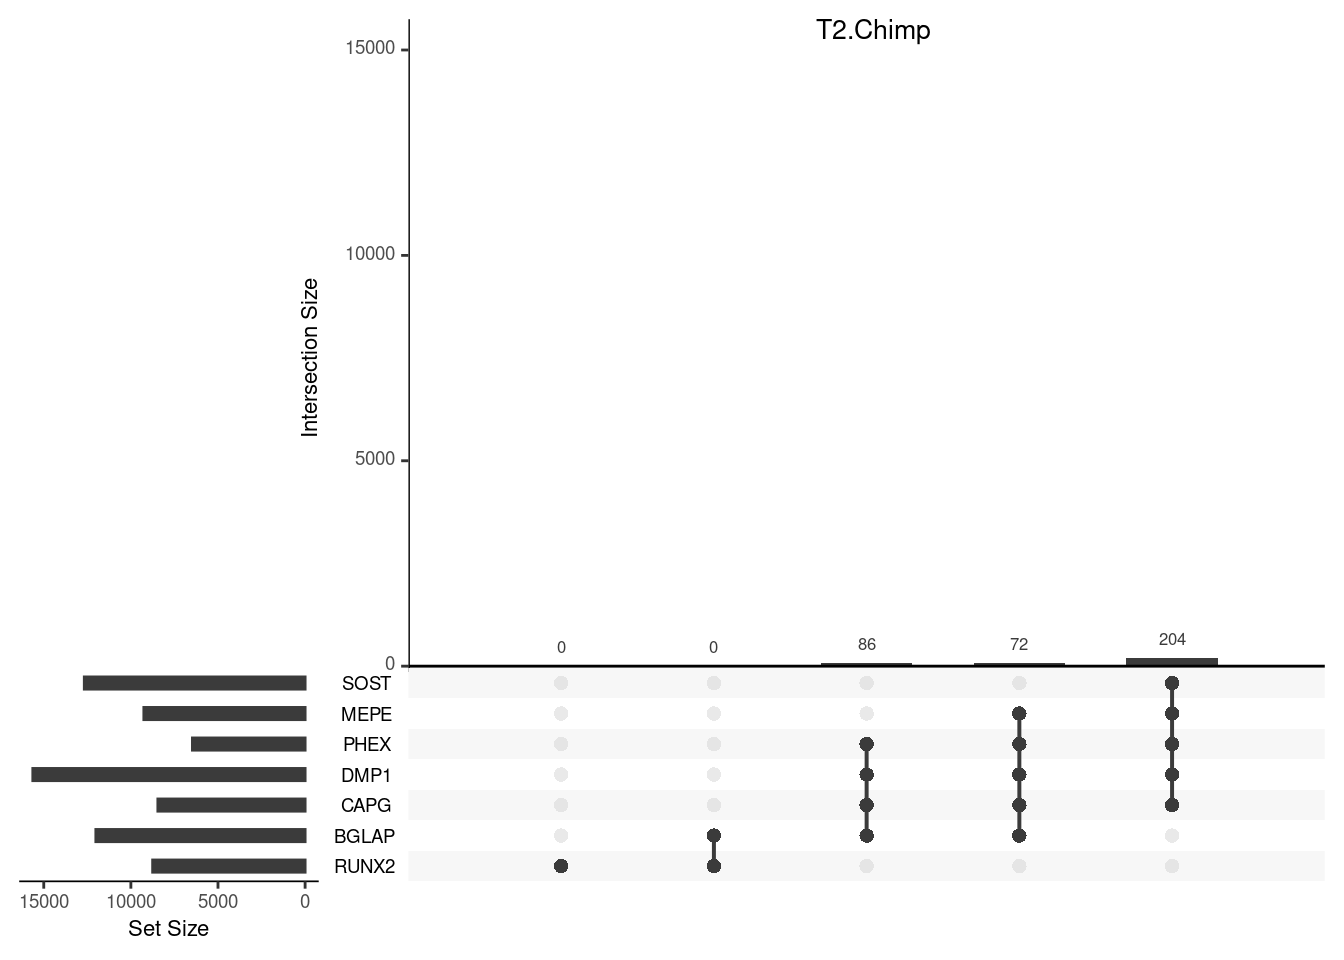 T2.Chimp
15000
10000
5000
0
Intersection Size
0
0
86
72
204
SOST
MEPE
PHEX
DMP1
CAPG
BGLAP
RUNX2
15000 10000 5000 0
Set Size